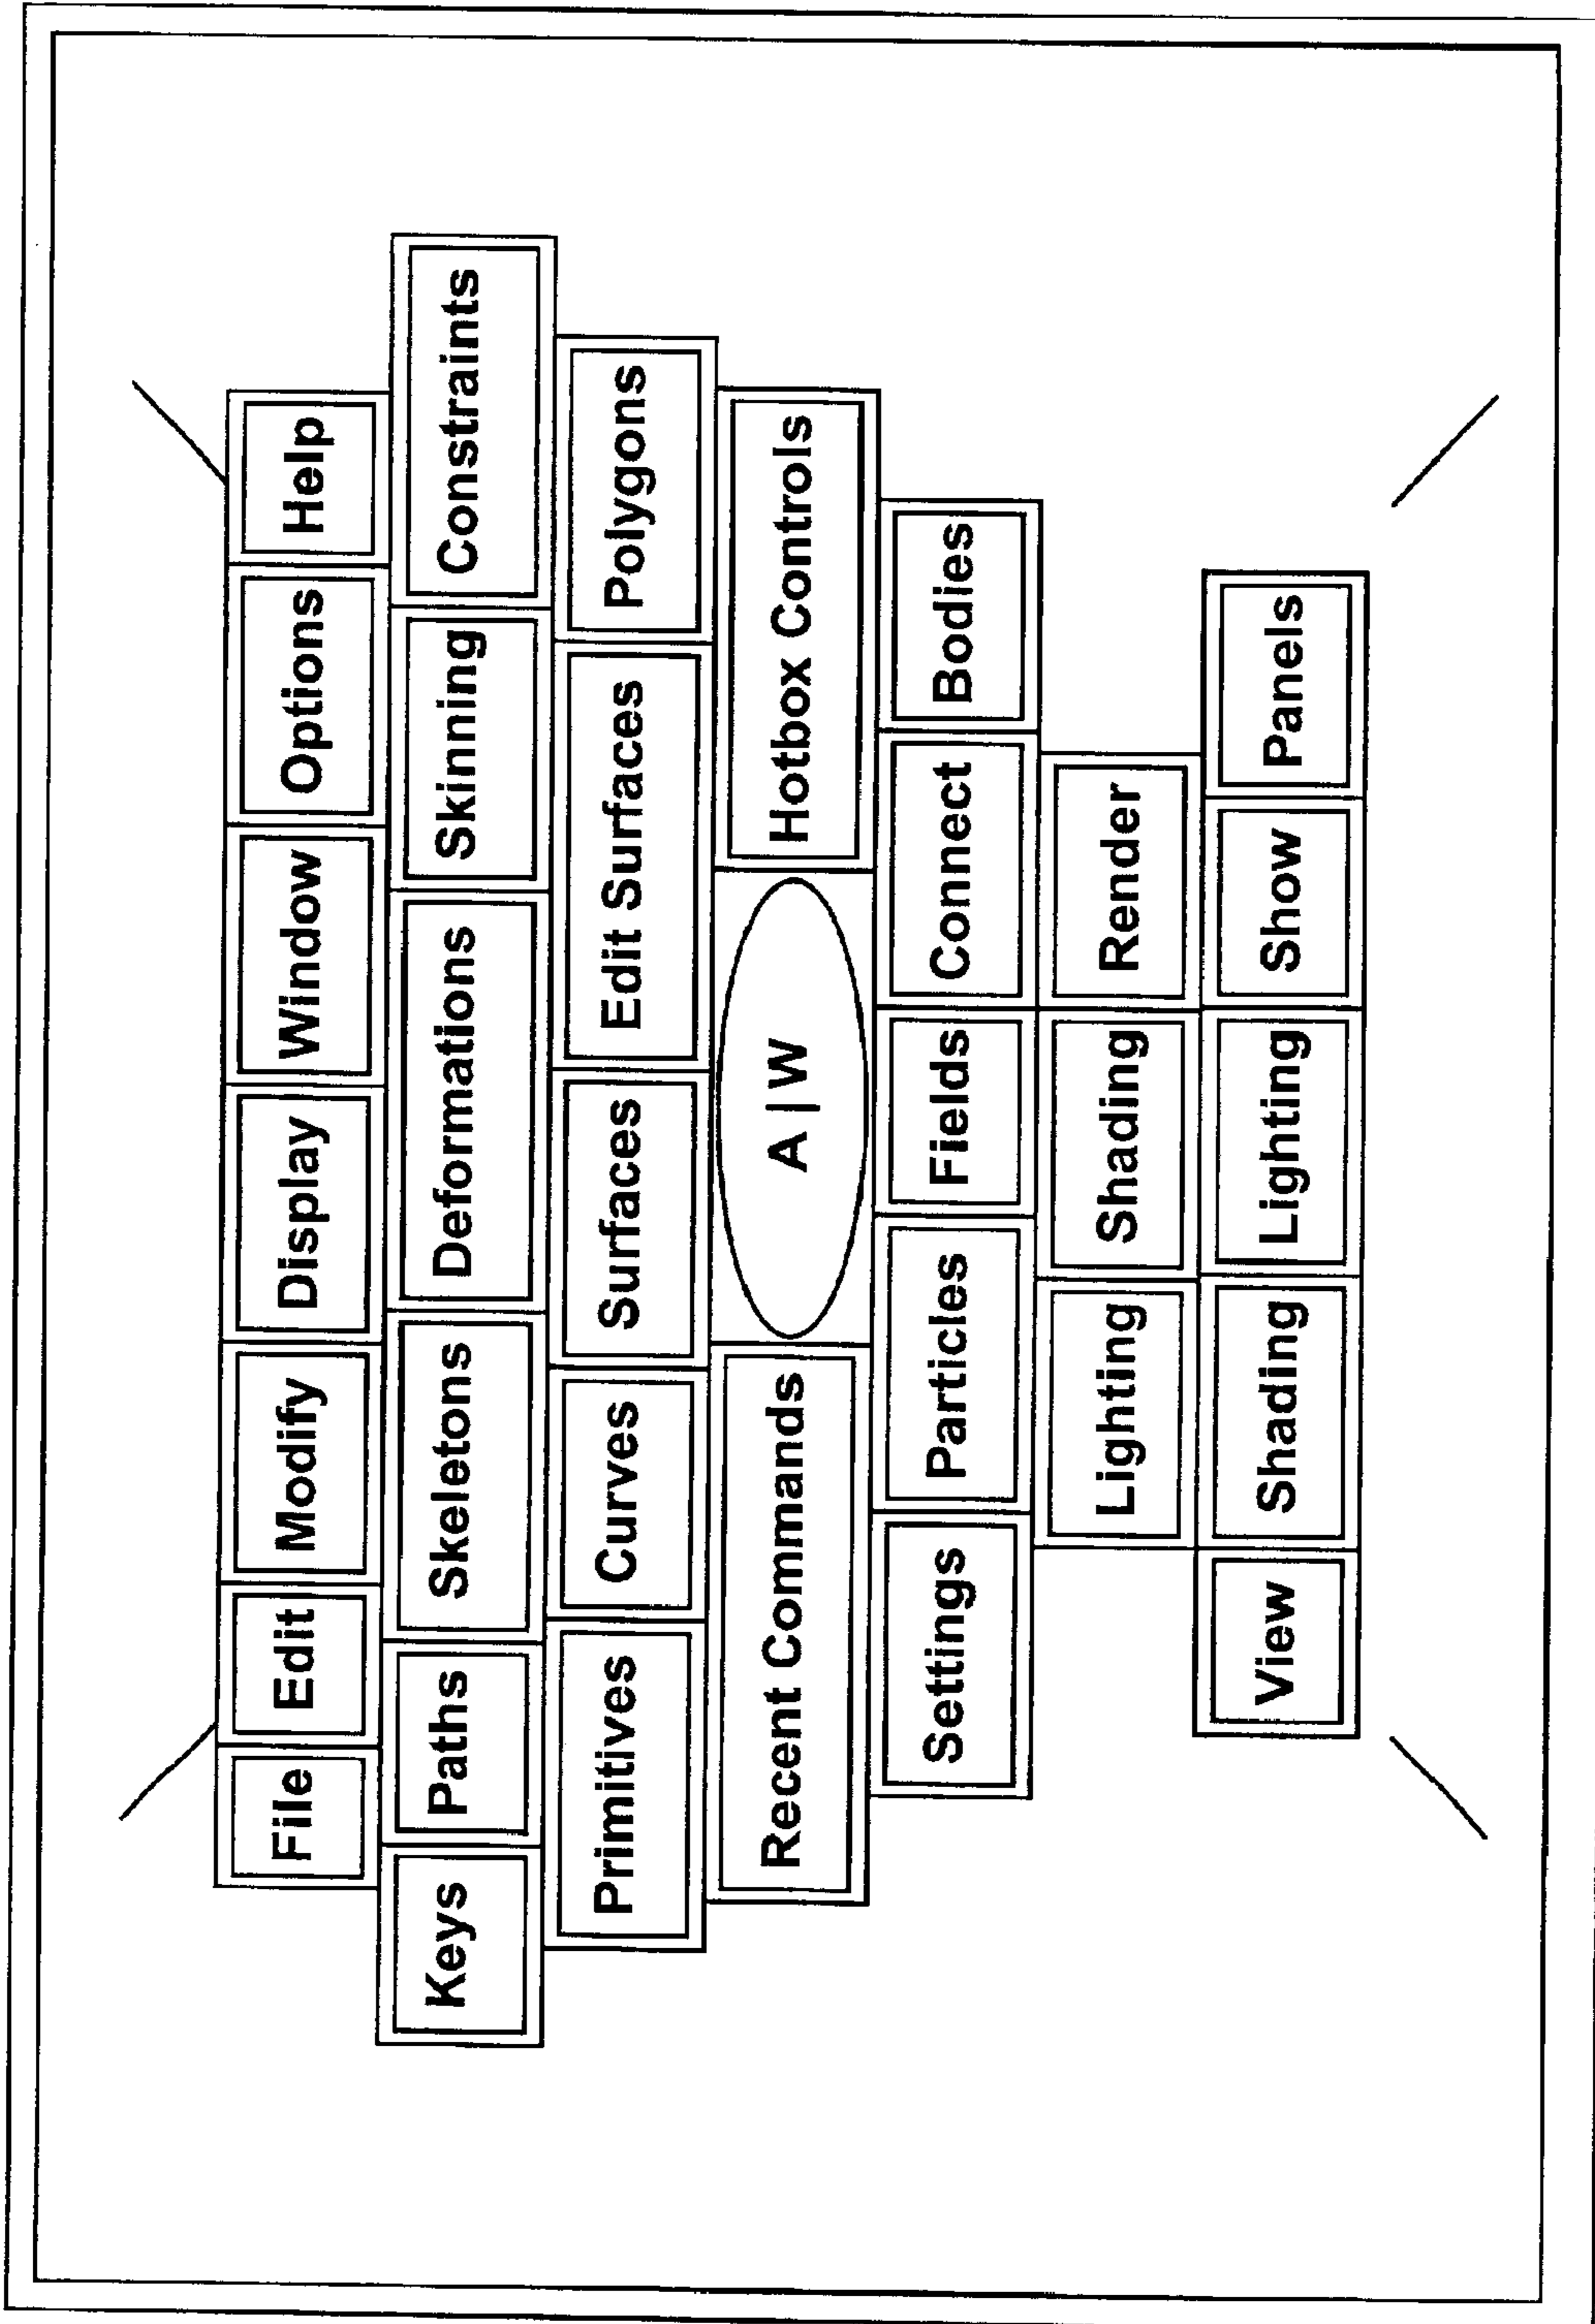 File Edit Modify Display Window Options Help
Keys Paths Skeletons Deformations Skinning Constraints
Primitives Curves Surfaces Edit Surfaces Polygons
Recent Commands A|W Hotbox Controls
Settings Particles Fields Connect Bodies
Lighting Shading Render
View Shading Lighting Show Panels